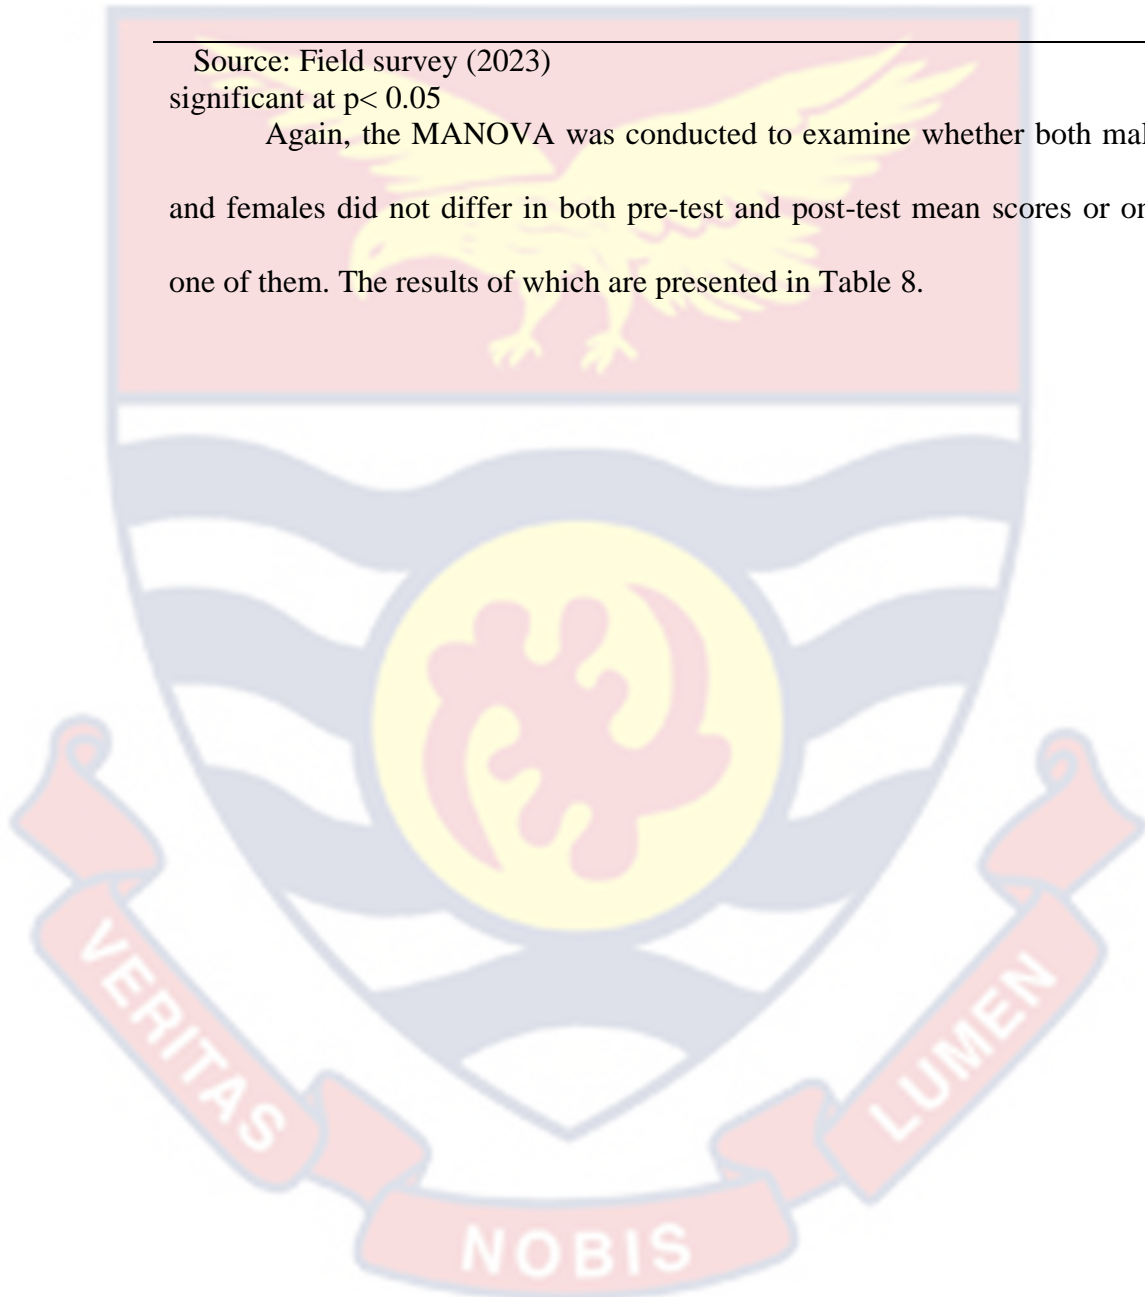 Source: Field survey (2023)
significant at p< 0.05
Again, the MANOVA was conducted to examine whether both mal
and females did not differ in both pre-test and post-test mean scores or on
one of them. The results of which are presented in Table 8.
VERITAS
NOBIS
LUMEN